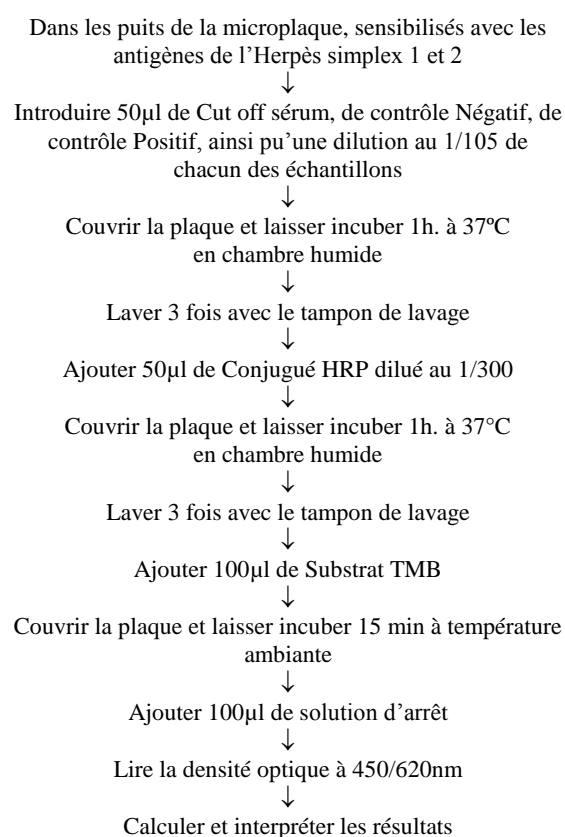 Dans les puits de la microplaque, sensibilisés avec les
antigènes de l'Herpès simplex 1 et 2
↓
Introduire 50µl de Cut off sérum, de contrôle Négatif, de
contrôle Positif, ainsi pu'une dilution au 1/105 de
chacun des échantillons
↓
Couvrir la plaque et laisser incuber 1h. à 37ºC
en chambre humide
↓
Laver 3 fois avec le tampon de lavage
↓
Ajouter 50µl de Conjugué HRP dilué au 1/300
↓
Couvrir la plaque et laisser incuber 1h. à 37°C
en chambre humide
↓
Laver 3 fois avec le tampon de lavage
↓
Ajouter 100µl de Substrat TMB
↓
Couvrir la plaque et laisser incuber 15 min à température
ambiante
↓
Ajouter 100µl de solution d'arrêt
↓
Lire la densité optique à 450/620nm
↓
Calculer et interpréter les résultats